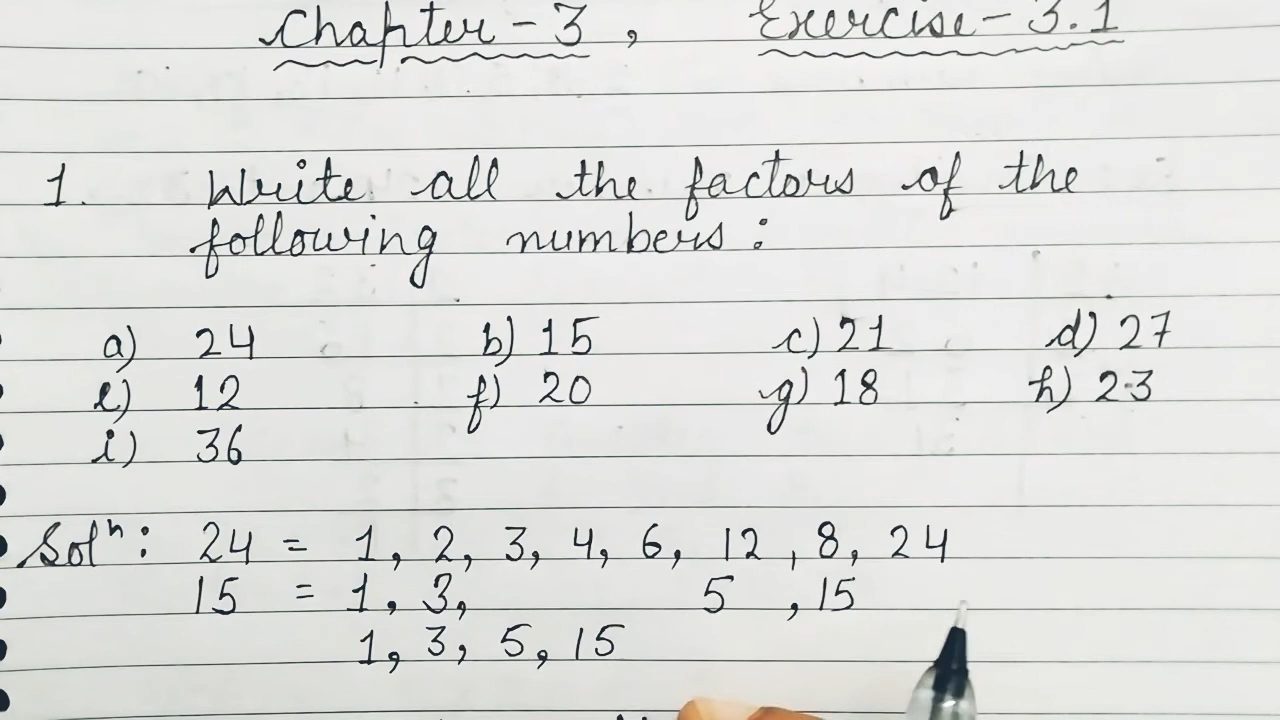 Chapter - 3, Exercise - 3.1
1. Write all the factors of the
following numbers :
a) 24 b) 15 c) 21 d) 27
e) 12 f) 20 g) 18 h) 23
i) 36
Solⁿ : 24 = 1, 2, 3, 4, 6, 12 , 8, 24
15 = 1, 3, 5 , 15
1, 3, 5, 15